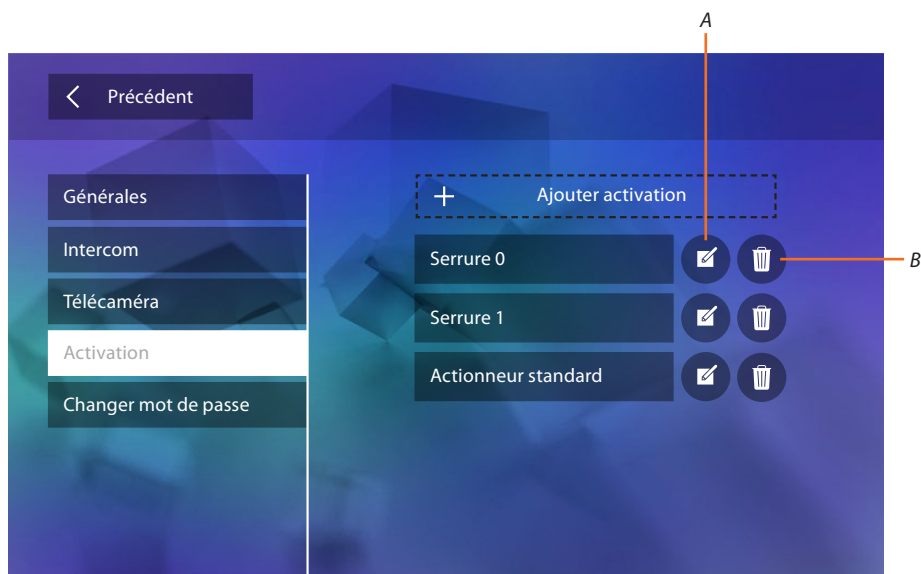 A
Précédent
Générales
Intercom
Télécaméra
Activation
Changer mot de passe
Ajouter activation
Serrure 0
B
Serrure 1
Actionneur standard